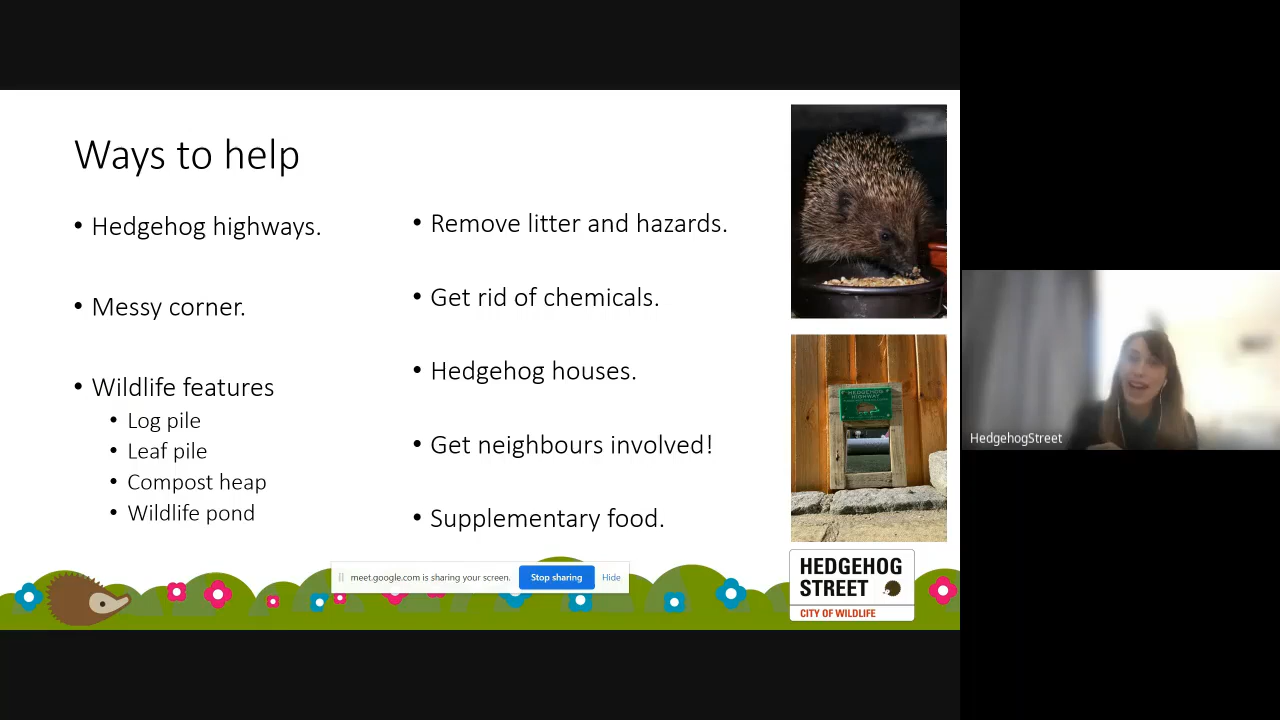 Ways to help
• Hedgehog highways.
• Messy corner.
• Wildlife features
• Log pile
• Leaf pile
• Compost heap
• Wildlife pond
• Remove litter and hazards.
• Get rid of chemicals.
• Hedgehog houses.
• Get neighbours involved!
• Supplementary food.
HEDGEHOG
HIGHWAY
meet.google.com is sharing your screen.
Stop sharing
Hide
HEDGEHOG
STREET
CITY OF WILDLIFE
HedgehogStreet